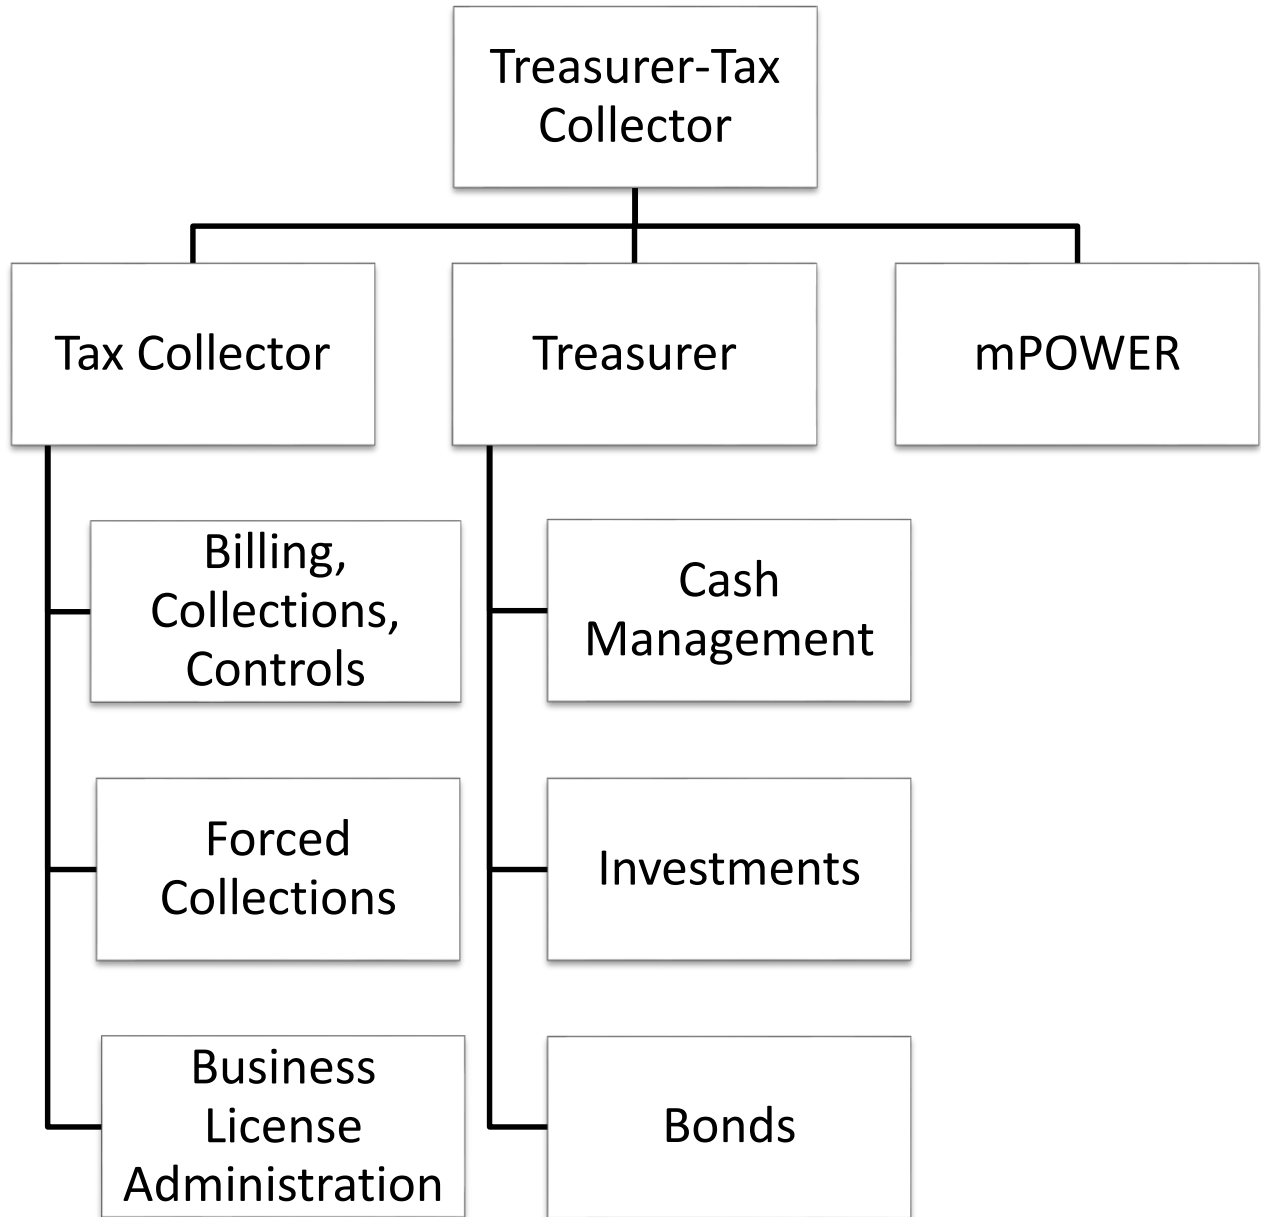 Treasurer-Tax
Collector
Tax Collector
Treasurer
mPOWER
Billing,
Collections,
Controls
Cash
Management
Forced
Collections
Investments
Business
License
Administration
Bonds